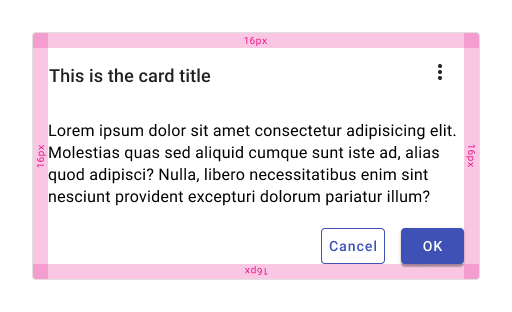 16px
This is the card title
Lorem ipsum dolor sit amet consectetur adipisicing elit.
16px
Molestias quas sed aliquid cumque sunt iste ad, alias
16px
quod adipisci? Nulla, libero necessitatibus enim sint
nesciunt provident excepturi dolorum pariatur illum?
Cancel
OK
16px